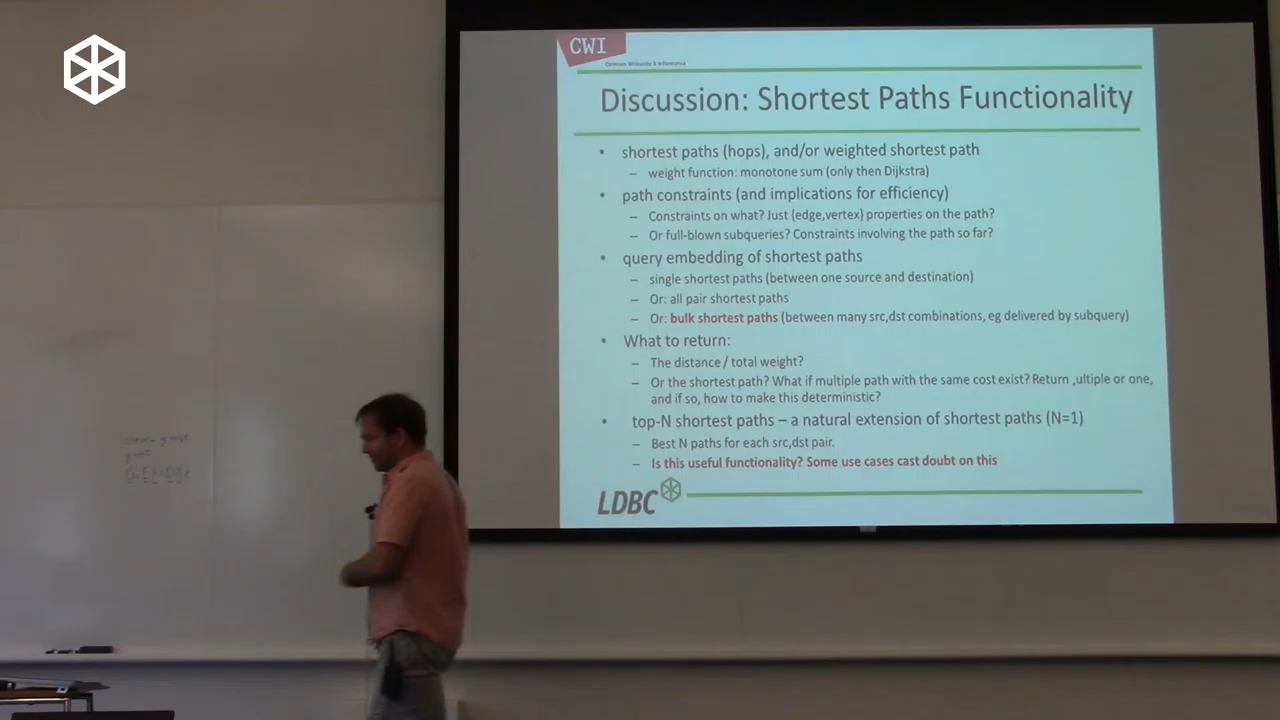 CWI
Centrum Wiskunde & Informatica
Discussion: Shortest Paths Functionality
• shortest paths (hops), and/or weighted shortest path
– weight function: monotone sum (only then Dijkstra)
• path constraints (and implications for efficiency)
– Constraints on what? Just {edge,vertex} properties on the path?
– Or full-blown subqueries? Constraints involving the path so far?
• query embedding of shortest paths
– single shortest paths (between one source and destination)
– Or: all pair shortest paths
– Or: bulk shortest paths (between many src,dst combinations, eg delivered by subquery)
• What to return:
– The distance / total weight?
– Or the shortest path? What if multiple path with the same cost exist? Return ,ultiple or one,
and if so, how to make this deterministic?
• top-N shortest paths – a natural extension of shortest paths (N=1)
– Best N paths for each src,dst pair.
– Is this useful functionality? Some use cases cast doubt on this
LDBC